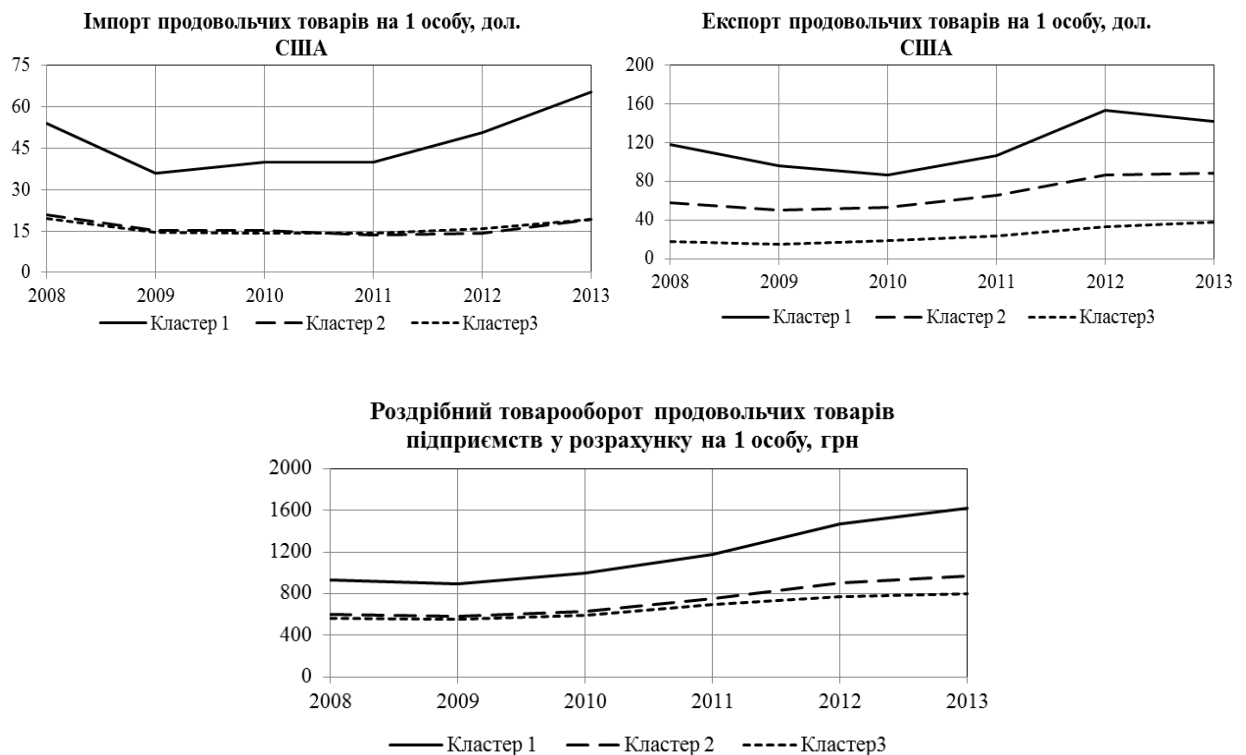 Імпорт продовольчих товарів на 1 особу, дол.
США
75
60
45
30
15
0
2008 2009 2010 2011 2012 2013
Кластер 1 Кластер 2 Кластер3
Експорт продовольчих товарів на 1 особу, дол.
США
200
160
120
80
40
0
2008 2009 2010 2011 2012 2013
Кластер 1 Кластер 2 Кластер3
Роздрібний товарооборот продовольчих товарів
підприємств у розрахунку на 1 особу, грн
2000
1600
1200
800
400
0
2008 2009 2010 2011 2012 2013
Кластер 1 Кластер 2 Кластер3